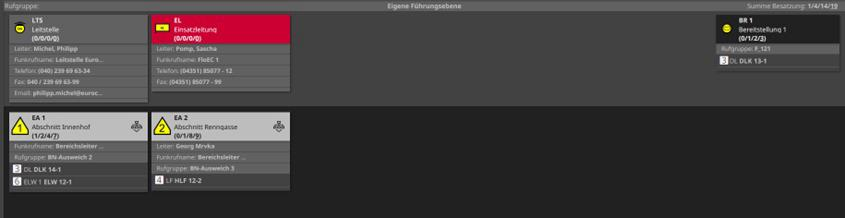 Rufgruppe:
Eigene Führungsebene
Summe Besatzung: 1/4/14/19
LTS
Leitstelle
(0/0/0/0)
Leiter: Michel, Philipp
Funkrufname: Leitstelle Euro...
Telefon: (040) 239 69 63-34
Fax: 040 / 239 69 63-99
Email: philipp.michel@euroc...
EL
Einsatzleitung
(0/0/0/0)
Leiter: Pomp, Sascha
Funkrufname: FloEC 1
Telefon: (04351) 85077 - 12
Fax: (04351) 85077 - 99
BR 1
Bereitstellung 1
(0/1/2/3)
Rufgruppe: F_121
3 DL DLK 13-1
1
EA 1
Abschnitt Innenhof
(1/2/4/7)
Funkrufname: Bereichsleiter ...
Rufgruppe: BN-Ausweich 2
3 DL DLK 14-1
6 ELW 1 ELW 12-1
2
EA 2
Abschnitt Renngasse
(0/1/8/9)
Leiter: Georg Mrvka
Funkrufname: Bereichsleiter ...
Rufgruppe: BN-Ausweich 3
4 LF HLF 12-2